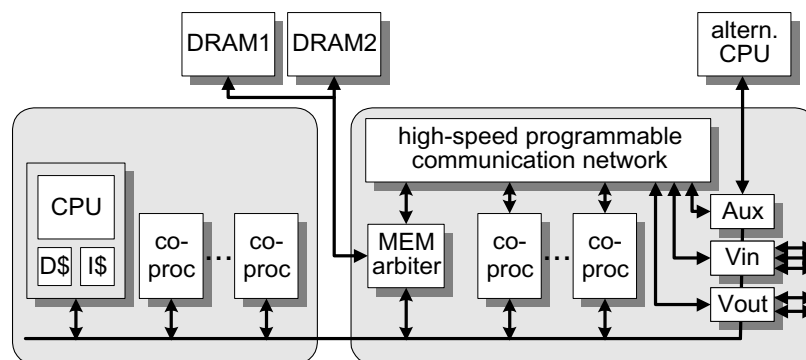 DRAM1
DRAM2
altern.
CPU
high-speed programmable
communication network
CPU
D$
I$
co-
proc
...
co-
proc
MEM
arbiter
co-
proc
...
co-
proc
Aux
Vin
Vout